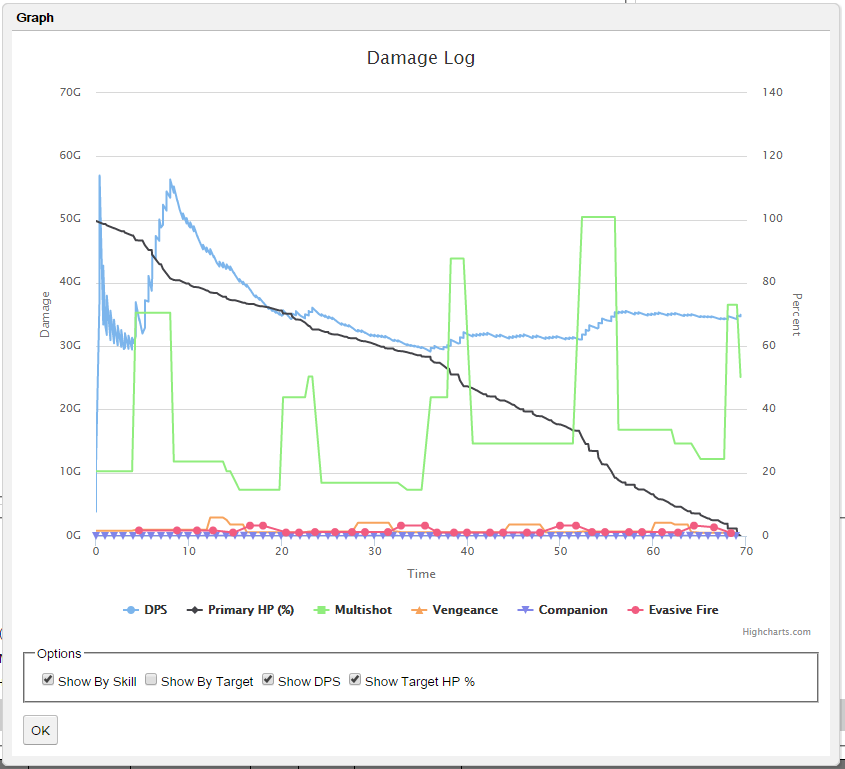 Graph
Damage Log
70G 140
60G 120
50G 100
40G 80
30G 60
20G 40
10G 20
0G 0
Damage
Percent
0 10 20 30 40 50 60 70
Time
DPS Primary HP (%) Multishot Vengeance Companion Evasive Fire
Highcharts.com
Options
Show By Skill Show By Target Show DPS Show Target HP %
OK